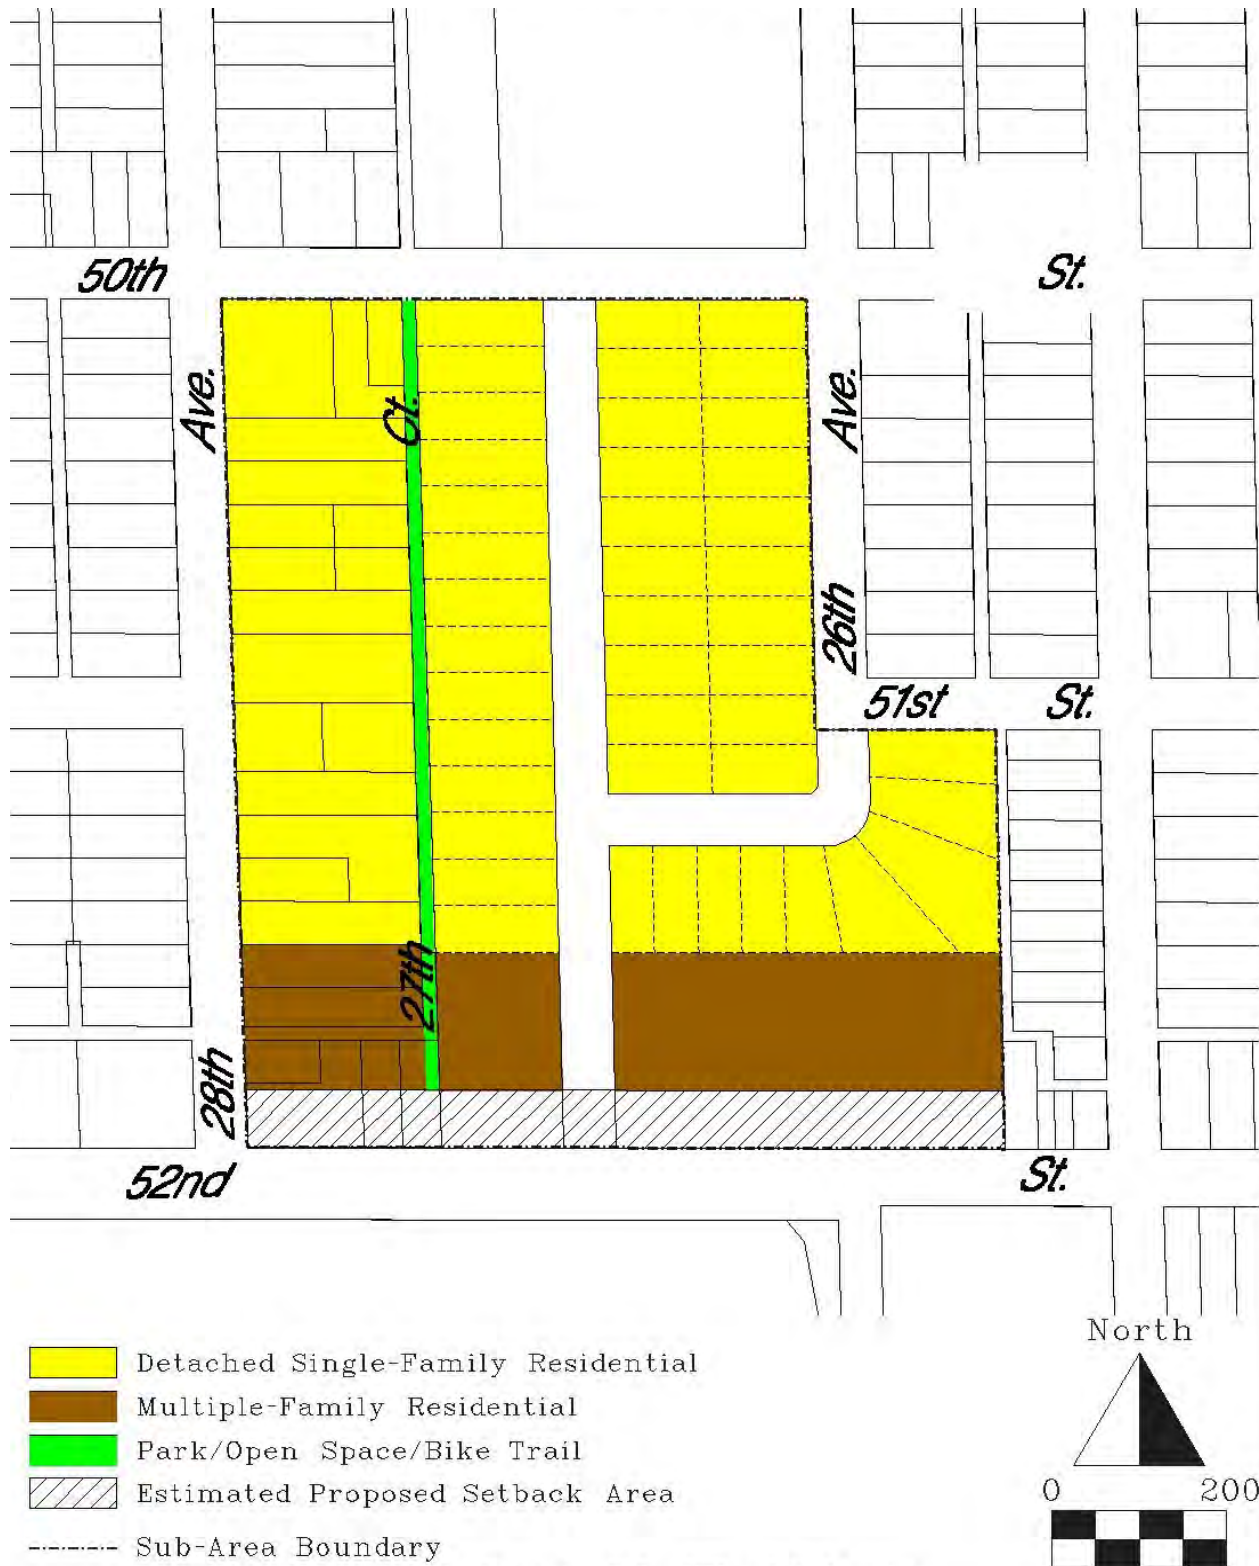 50th
St.
Ave.
Ct.
Ave.
26th
51st
St.
27th
28th
52nd
St.
North
Detached Single-Family Residential
Multiple-Family Residential
Park/Open Space/Bike Trail
Estimated Proposed Setback Area
0 200
Sub-Area Boundary